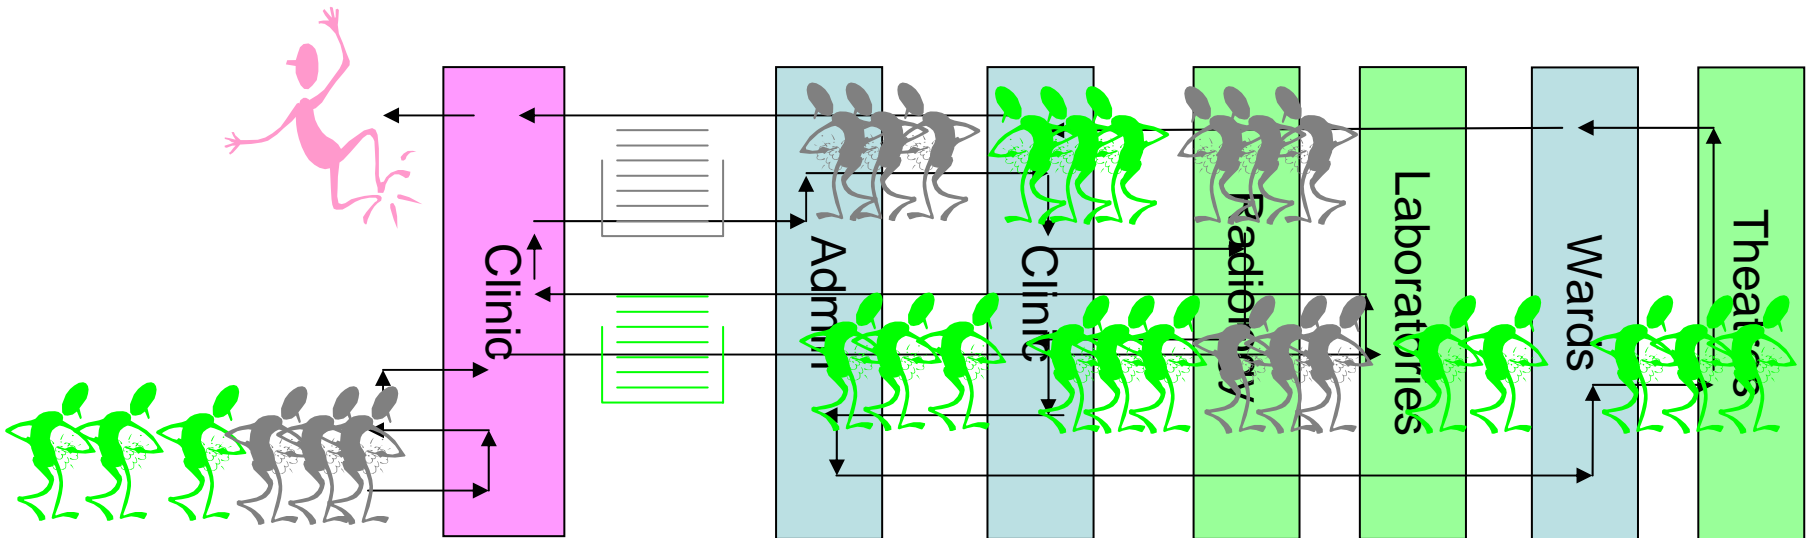 Clinic
Admin
Clinic
Radiology
Laboratories
Wards
Theatres